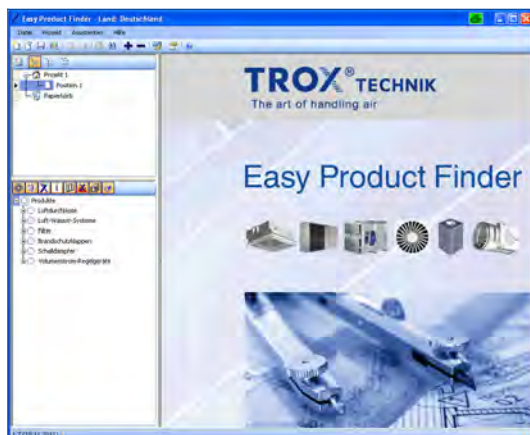 Easy Product Finder - Land: Deutschland
Datei Projekt Assistenten Hilfe
Projekt 1
Position 1
Papierkorb
TROX® TECHNIK
The art of handling air
Easy Product Finder
Produkte
Luftdurchlässe
Luft-Wasser-Systeme
Filter
Brandschutzklappen
Schalldämpfer
Volumenstrom-Regelgeräte